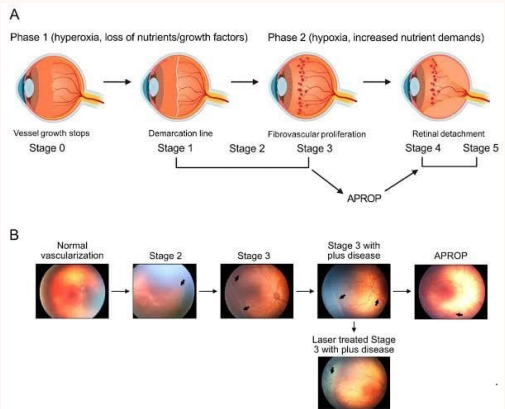 A
Phase 1 (hyperoxia, loss of nutrients/growth factors)
Phase 2 (hypoxia, increased nutrient demands)
Vessel growth stops
Demarcation line
Fibrovascular proliferation
Retinal detachment
Stage 0
Stage 1
Stage 2
Stage 3
Stage 4
Stage 5
APROP
B
Normal
vascularization
Stage 2
Stage 3
Stage 3 with
plus disease
APROP
Laser treated Stage
3 with plus disease